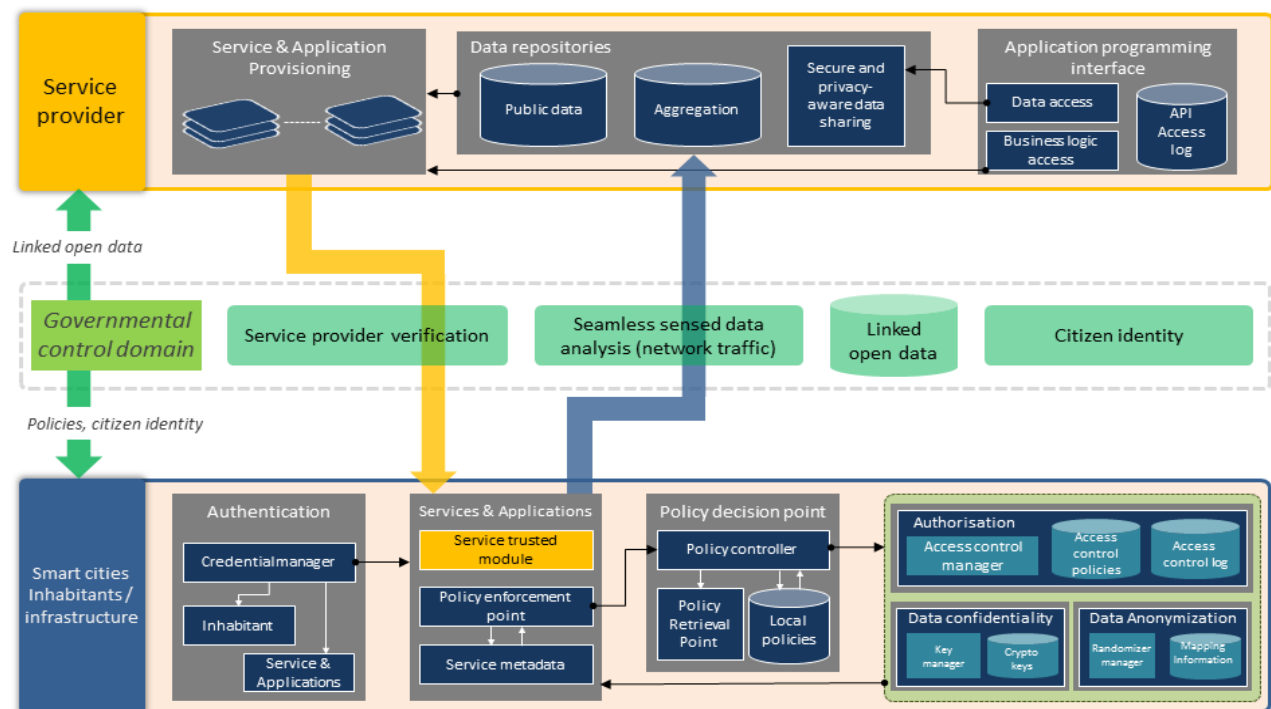 Service
provider
Service & Application
Provisioning
Data repositories
Public data
Aggregation
Secure and
privacy-
aware data
sharing
Application programming
interface
Data access
Business logic
access
API
Access
log
Linked open data
Governmental
control domain
Service provider verification
Seamless sensed data
analysis (network traffic)
Linked
open data
Citizen identity
Policies, citizen identity
Smart cities
Inhabitants /
infrastructure
Authentication
Credential manager
Inhabitant
Service &
Applications
Services & Applications
Service trusted
module
Policy enforcement
point
Service metadata
Policy decision point
Policy controller
Policy
Retrieval
Point
Local
policies
Authorisation
Access control
manager
Access
control
policies
Access
control log
Data confidentiality
Key
manager
Crypto
keys
Data Anonymization
Randomizer
manager
Mapping
Information